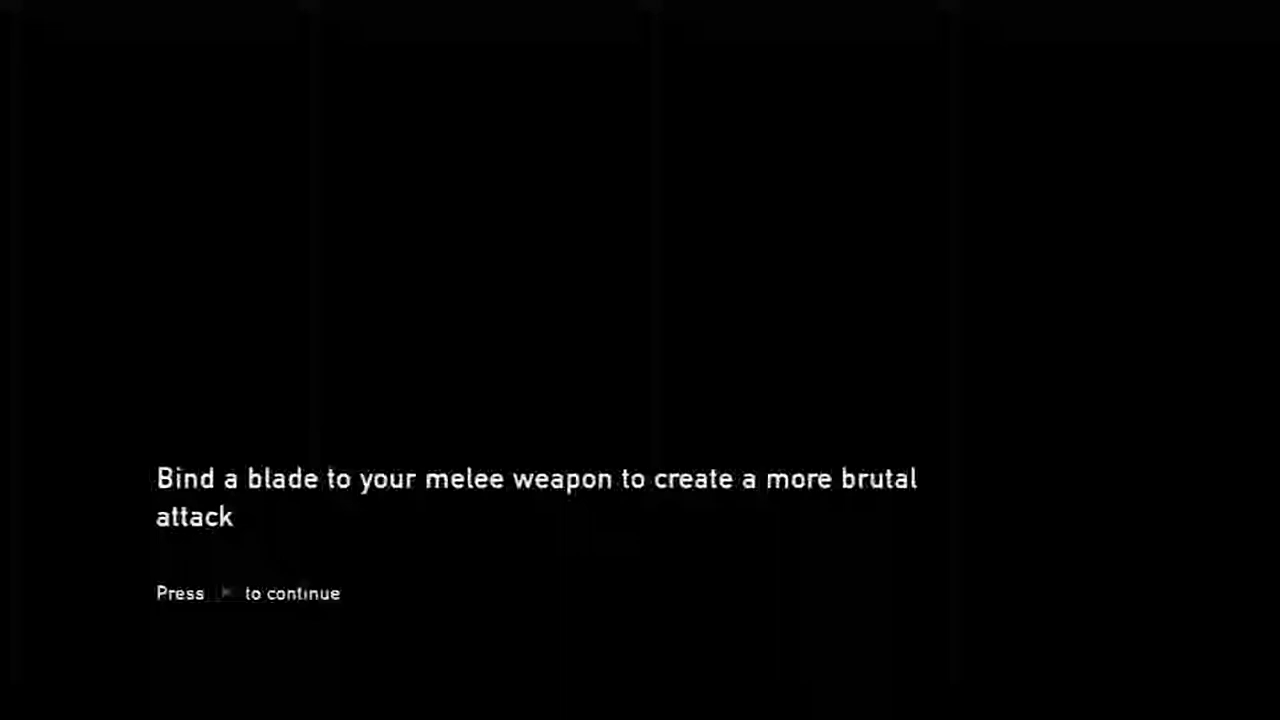 Bind a blade to your melee weapon to create a more brutal
attack
Press to continue